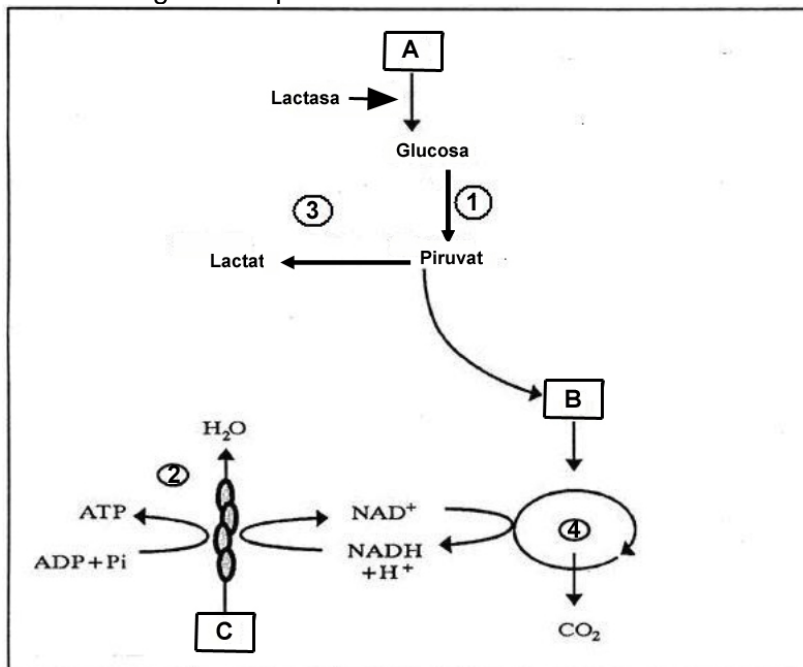 A
Lactasa
Glucosa
3
1
Lactat
Piruvat
B
H₂O
2
ATP
NAD⁺
4
ADP+Pi
NADH
+H⁺
C
CO₂